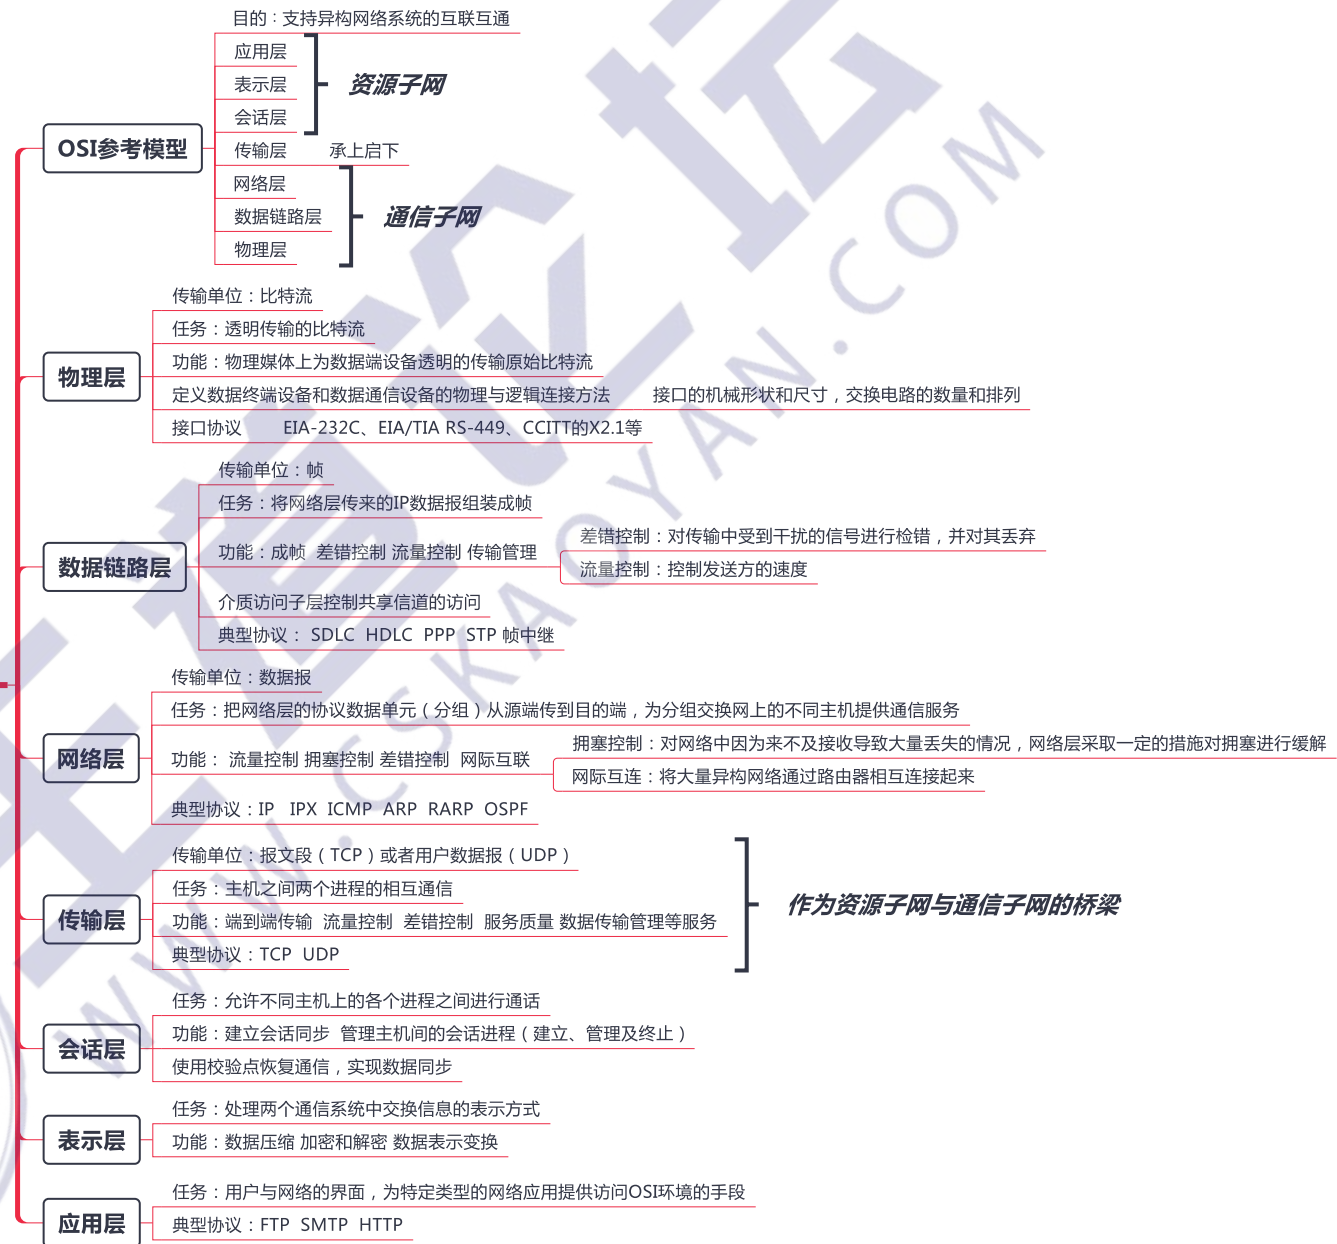 目的：支持异构网络系统的互联互通
应用层
表示层
会话层
资源子网
OSI参考模型
传输层 承上启下
网络层
数据链路层
物理层
通信子网
物理层
传输单位：比特流
任务：透明传输的比特流
功能：物理媒体上为数据端设备透明的传输原始比特流
定义数据终端设备和数据通信设备的物理与逻辑连接方法 接口的机械形状和尺寸，交换电路的数量和排列
接口协议 EIA-232C、EIA/TIA RS-449、CCITT的X2.1等
数据链路层
传输单位：帧
任务：将网络层传来的IP数据报组装成帧
功能：成帧 差错控制 流量控制 传输管理
差错控制：对传输中受到干扰的信号进行检错，并对其丢弃
流量控制：控制发送方的速度
介质访问子层控制共享信道的访问
典型协议： SDLC HDLC PPP STP 帧中继
网络层
传输单位：数据报
任务：把网络层的协议数据单元（分组）从源端传到目的端，为分组交换网上的不同主机提供通信服务
功能： 流量控制 拥塞控制 差错控制 网际互联
拥塞控制：对网络中因为来不及接收导致大量丢失的情况，网络层采取一定的措施对拥塞进行缓解
网际互连：将大量异构网络通过路由器相互连接起来
典型协议：IP IPX ICMP ARP RARP OSPF
传输层
传输单位：报文段（TCP）或者用户数据报（UDP）
任务：主机之间两个进程的相互通信
功能：端到端传输 流量控制 差错控制 服务质量 数据传输管理等服务
典型协议：TCP UDP
作为资源子网与通信子网的桥梁
会话层
任务：允许不同主机上的各个进程之间进行通话
功能：建立会话同步 管理主机间的会话进程（建立、管理及终止）
使用校验点恢复通信，实现数据同步
表示层
任务：处理两个通信系统中交换信息的表示方式
功能：数据压缩 加密和解密 数据表示变换
应用层
任务：用户与网络的界面，为特定类型的网络应用提供访问OSI环境的手段
典型协议：FTP SMTP HTTP
王道论坛
WWW.CSKAOYAN.COM